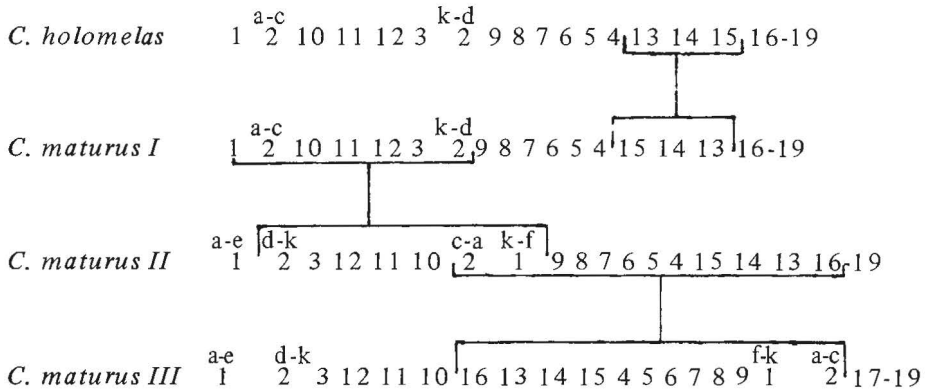 a-c k-d
C. holomelas 1 2 10 11 12 3 2 9 8 7 6 5 4 13 14 15 16-19
a-c k-d
C. maturus I 1 2 10 11 12 3 2 9 8 7 6 5 4 15 14 13 16-19
a-e d-k c-a k-f
C. maturus II 1 2 3 12 11 10 2 1 9 8 7 6 5 4 15 14 13 16-19
a-e d-k f-k a-c
C. maturus III 1 2 3 12 11 10 16 13 14 15 4 5 6 7 8 9 1 2 17-19